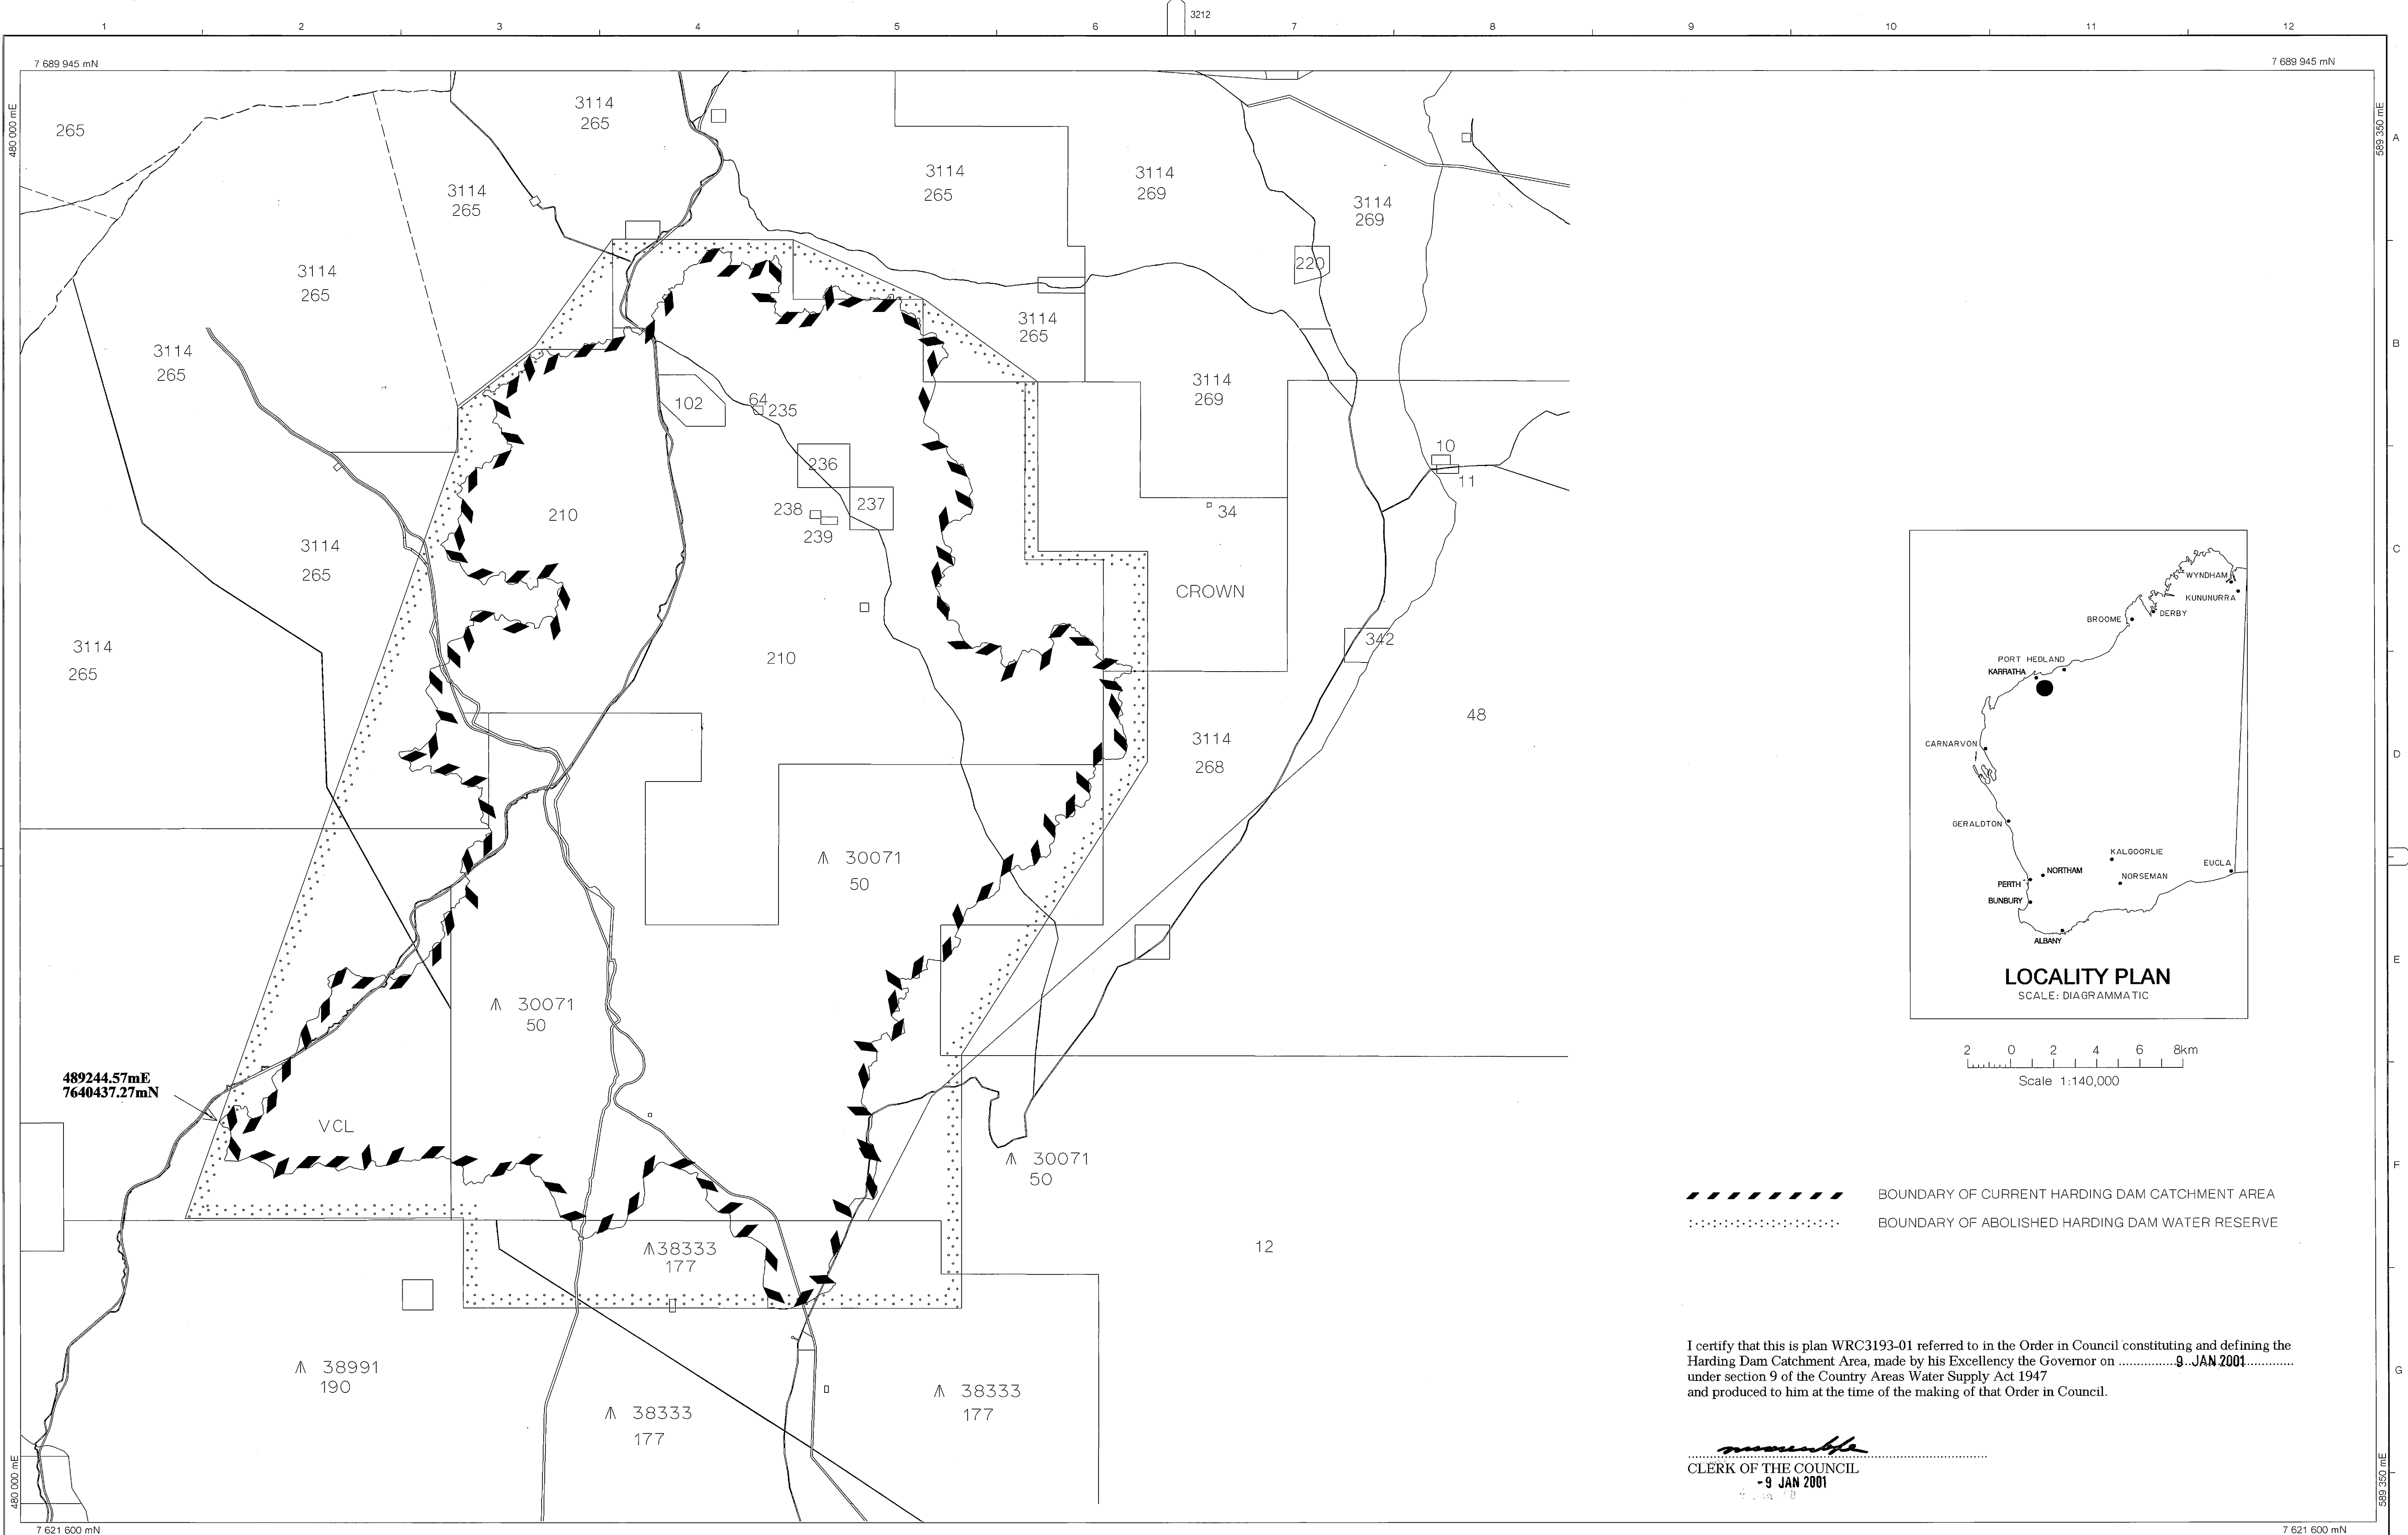 3212
1 2 3 4 5 6 7 8 9 10 11 12
7 689 945 mN
7 689 945 mN
480 000 mE
589 350 mE
A
B
C
D
E
F
G
265
3114
265
3114
265
3114
265
3114
269
3114
269
3114
265
220
3114
265
3114
265
3114
269
102
64
235
236
237
238
239
210
10
11
34
3114
265
CROWN
342
3114
265
210
48
3114
268
30071
50
30071
50
489244.57mE
7640437.27mN
VCL
30071
50
38333
177
12
38991
190
38333
177
38333
177
WYNDHAM
KUNUNURRA
DERBY
BROOME
PORT HEDLAND
KARRATHA
CARNARVON
GERALDTON
KALGOORLIE
EUCLA
NORTHAM
PERTH
NORSEMAN
BUNBURY
ALBANY
LOCALITY PLAN
SCALE: DIAGRAMMATIC
2 0 2 4 6 8km
Scale 1:140,000
BOUNDARY OF CURRENT HARDING DAM CATCHMENT AREA
BOUNDARY OF ABOLISHED HARDING DAM WATER RESERVE
I certify that this is plan WRC3193-01 referred to in the Order in Council constituting and defining the
Harding Dam Catchment Area, made by his Excellency the Governor on 9 JAN 2001
under section 9 of the Country Areas Water Supply Act 1947
and produced to him at the time of the making of that Order in Council.
CLERK OF THE COUNCIL
- 9 JAN 2001
480 000 mE
589 350 mE
7 621 600 mN
7 621 600 mN